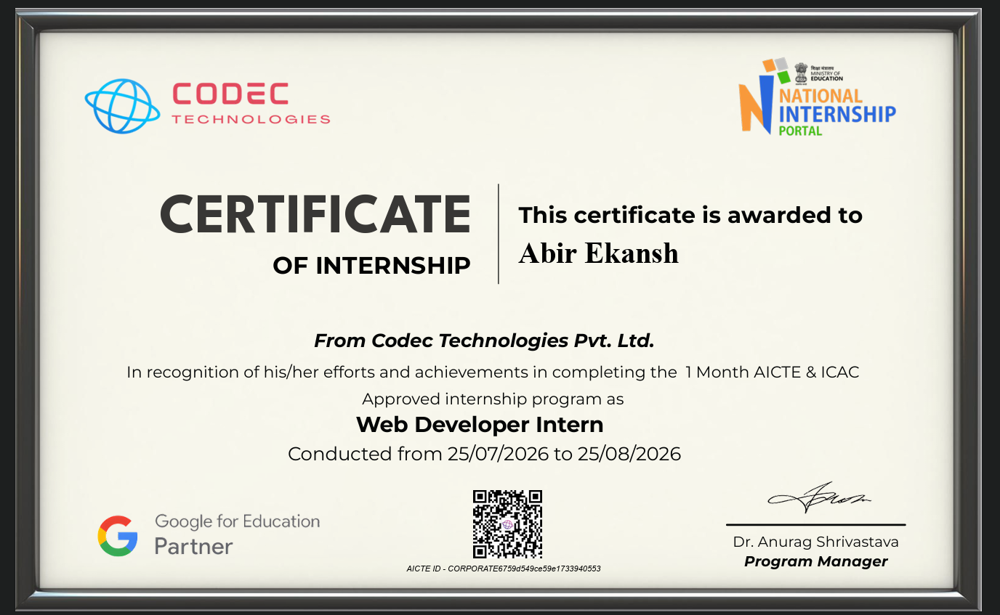 CODEC
TECHNOLOGIES
शिक्षा मंत्रालय
MINISTRY OF
EDUCATION
NATIONAL
INTERNSHIP
PORTAL
CERTIFICATE
OF INTERNSHIP
This certificate is awarded to
Abir Ekansh
From Codec Technologies Pvt. Ltd.
In recognition of his/her efforts and achievements in completing the  1 Month AICTE & ICAC
Approved internship program as
Web Developer Intern
Conducted from 25/07/2026 to 25/08/2026
Google for Education
Partner
AICTE ID - CORPORATE6759d549ce59e1733940553
Dr. Anurag Shrivastava
Program Manager